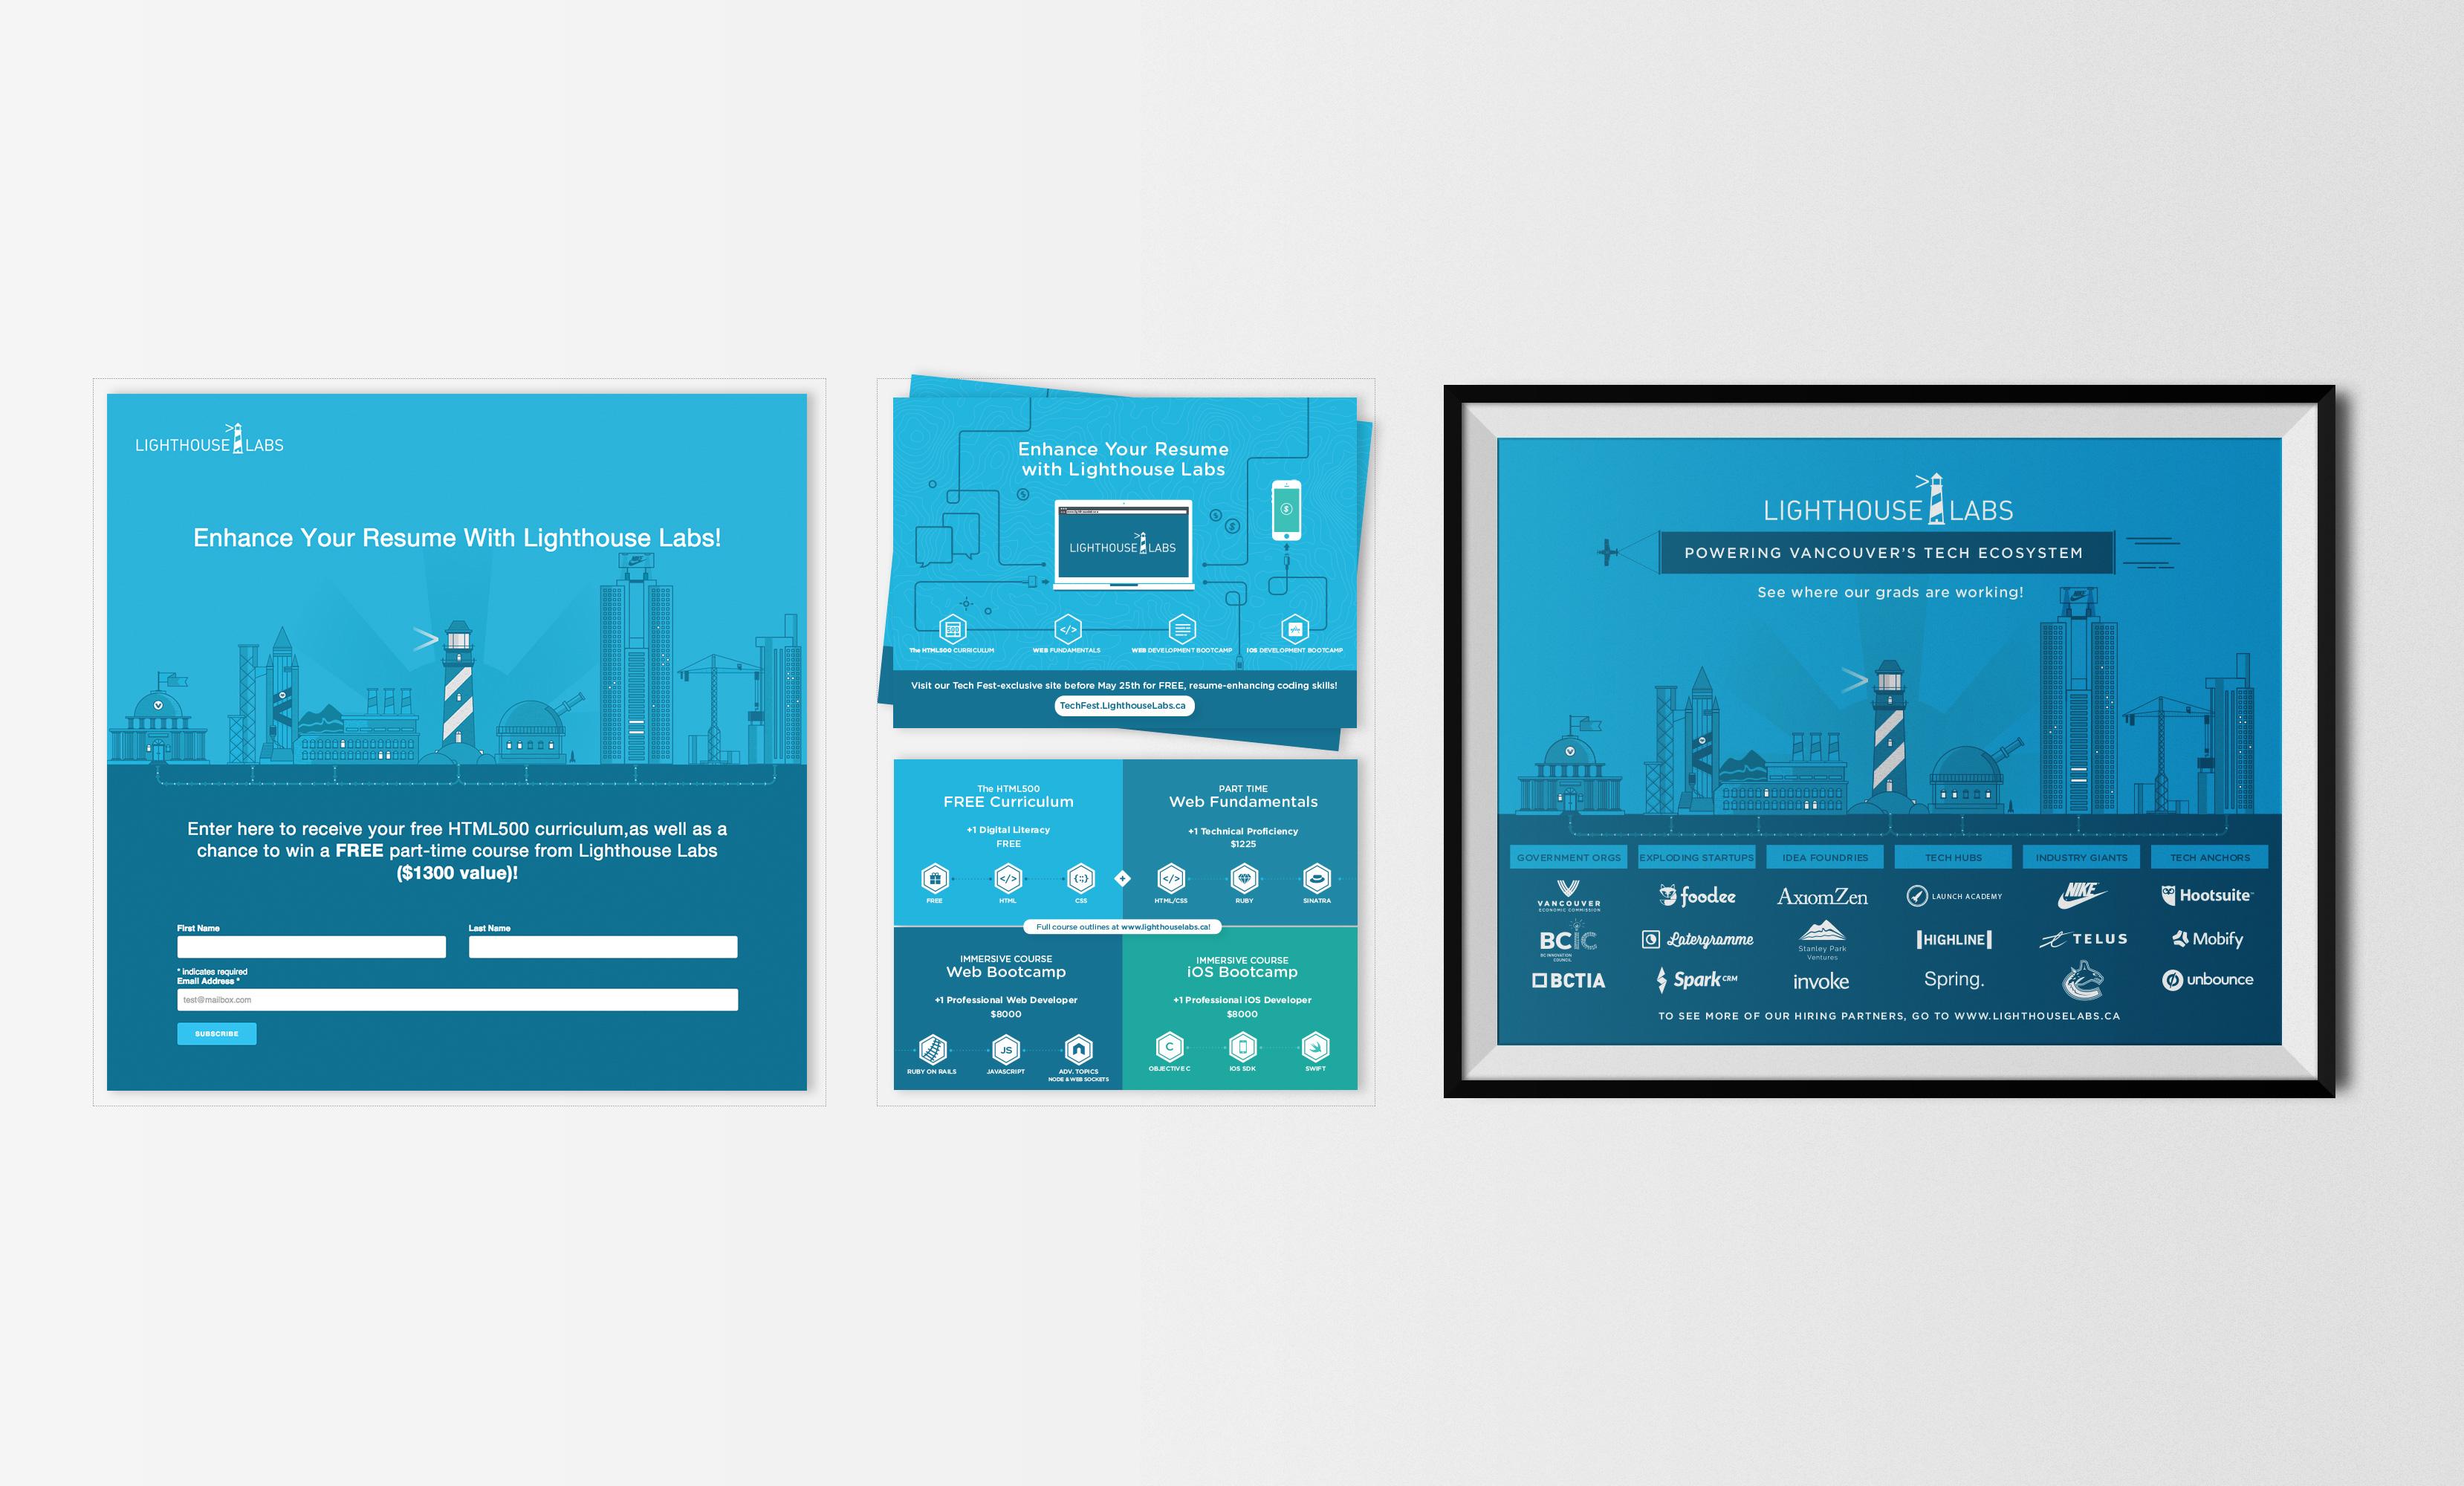 LIGHTHOUSE LABS
Enhance Your Resume With Lighthouse Labs!
Enter here to receive your free HTML500 curriculum,as well as a
chance to win a FREE part-time course from Lighthouse Labs
($1300 value)!
First Name
Last Name
* indicates required
Email Address *
test@mailbox.com
SUBSCRIBE
Enhance Your Resume
with Lighthouse Labs
LIGHTHOUSE LABS
The HTML500 CURRICULUM
WEB FUNDAMENTALS
WEB DEVELOPMENT BOOTCAMP
IOS DEVELOPMENT BOOTCAMP
Visit our Tech Fest-exclusive site before May 25th for FREE, resume-enhancing coding skills!
TechFest.LighthouseLabs.ca
The HTML500
FREE Curriculum
+1 Digital Literacy
FREE
FREE
HTML
CSS
PART TIME
Web Fundamentals
+1 Technical Proficiency
$1225
HTML/CSS
RUBY
SINATRA
Full course outlines at www.lighthouselabs.ca!
IMMERSIVE COURSE
Web Bootcamp
+1 Professional Web Developer
$8000
JS
RUBY ON RAILS
JAVASCRIPT
ADV. TOPICS
NODE & WEB SOCKETS
IMMERSIVE COURSE
iOS Bootcamp
+1 Professional iOS Developer
$8000
C
OBJECTIVE C
IOS SDK
SWIFT
LIGHTHOUSE LABS
POWERING VANCOUVER'S TECH ECOSYSTEM
See where our grads are working!
GOVERNMENT ORGS
EXPLODING STARTUPS
IDEA FOUNDRIES
TECH HUBS
INDUSTRY GIANTS
TECH ANCHORS
VANCOUVER
ECONOMIC COMMISSION
foodee
AxiomZen
LAUNCH ACADEMY
NIKE
Hootsuite™
BCIC
BC INNOVATION
COUNCIL
Latergramme
Stanley Park
Ventures
HIGHLINE
TELUS
Mobify
BCTIA
Spark CRM
invoke
Spring.
unbounce
TO SEE MORE OF OUR HIRING PARTNERS, GO TO WWW.LIGHTHOUSELABS.CA